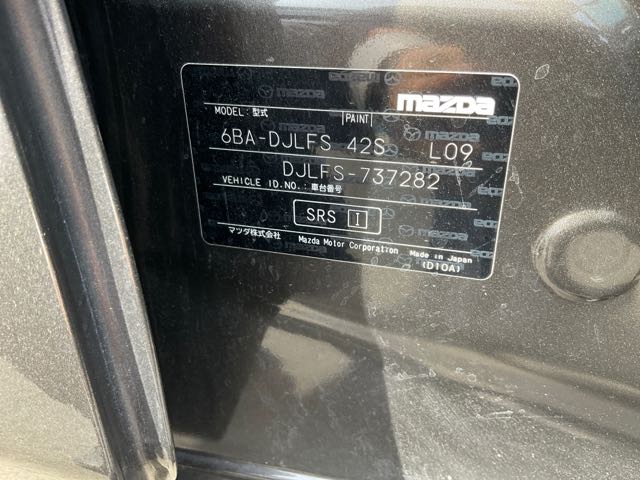 mazda
MODEL：型式 PAINT
6BA-DJLFS 42S L09
DJLFS-737282
VEHICLE ID.NO.：車台番号
SRS I
マツダ株式会社 Mazda Motor Corporation Made in Japan
(D10A)